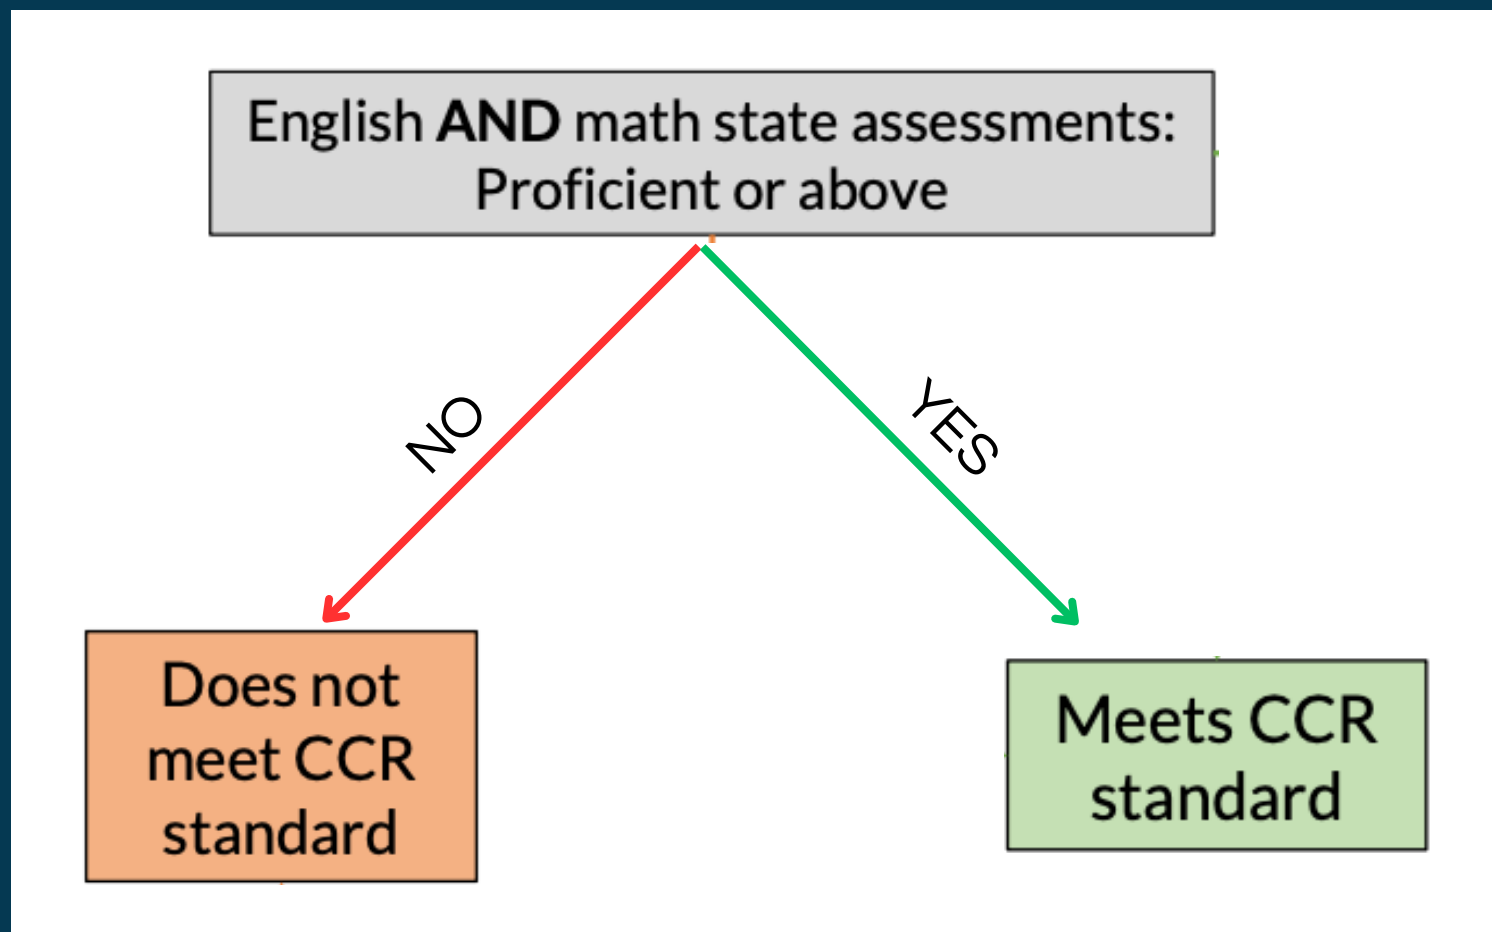 English AND math state assessments:
Proficient or above
NO
YES
Does not
meet CCR
standard
Meets CCR
standard